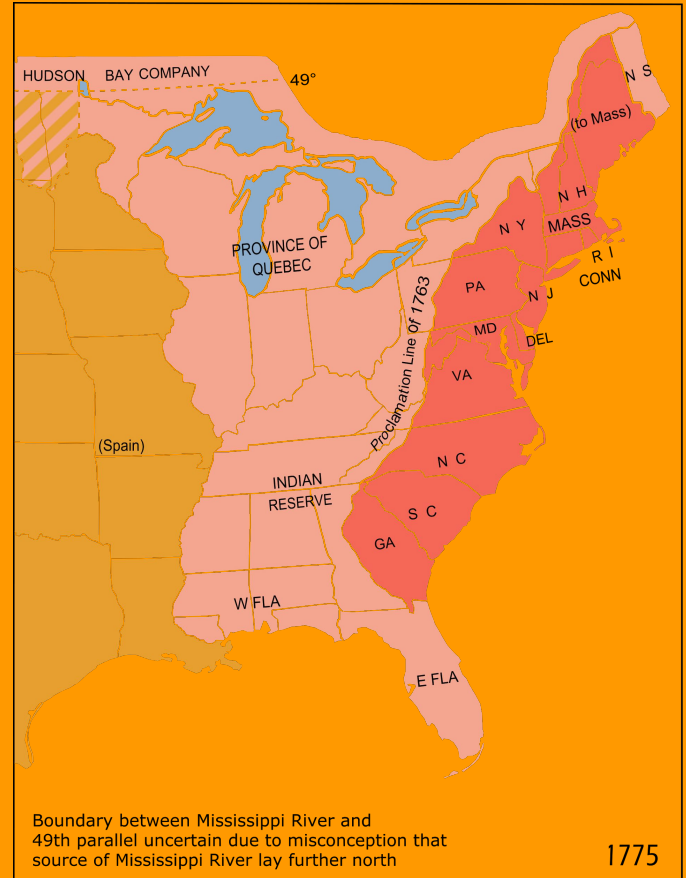 HUDSON BAY COMPANY
49°
N S
(to Mass)
N H
N Y
MASS
R I
CONN
PROVINCE OF
QUEBEC
PA
N J
MD
DEL
Proclamation Line of 1763
VA
(Spain)
N C
INDIAN
RESERVE
S C
GA
W FLA
E FLA
Boundary between Mississippi River and
49th parallel uncertain due to misconception that
source of Mississippi River lay further north
1775